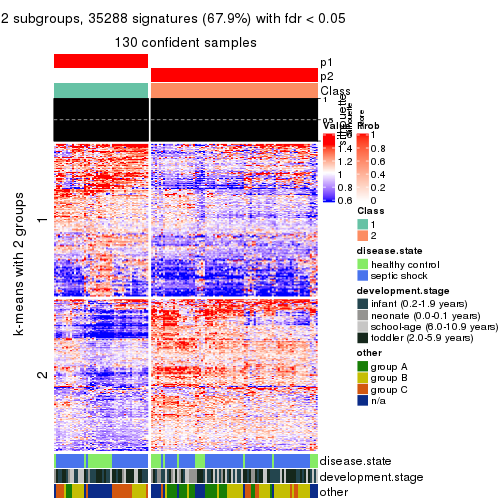 2 subgroups, 35288 signatures (67.9%) with fdr < 0.05
130 confident samples
p1
p2
Class
1
0.5
silhouette
Value
1.4
1.2
1
0.8
0.6
Prob
1
0.8
0.6
0.4
0.2
0
Class
1
2
disease.state
healthy control
septic shock
development.stage
infant (0.2-1.9 years)
neonate (0.0-0.1 years)
school-age (6.0-10.9 years)
toddler (2.0-5.9 years)
other
group A
group B
group C
n/a
k-means with 2 groups
1
2
disease.state
development.stage
other